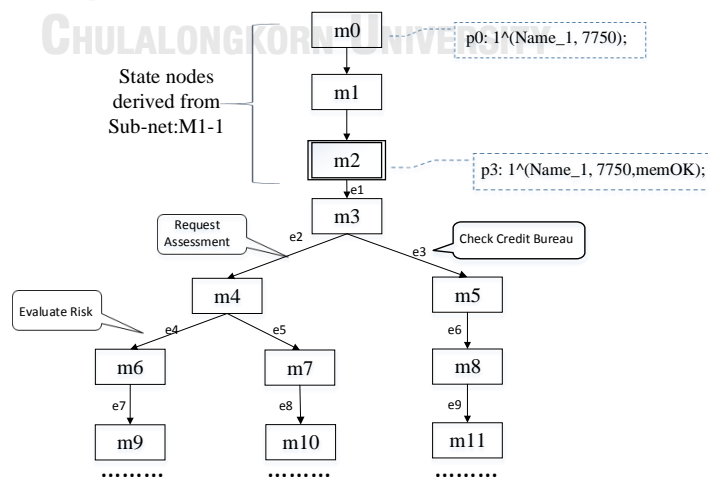 CHULALONGKORN UNIVERSITY
m0
p0: 1^(Name_1, 7750);
State nodes
derived from
Sub-net:M1-1
m1
m2
p3: 1^(Name_1, 7750,memOK);
e1
m3
Request
Assessment
e2
e3
Check Credit Bureau
m4
m5
Evaluate Risk
e4
e5
e6
m6
m7
m8
e7
e8
e9
m9
m10
m11
.........
.........
.........